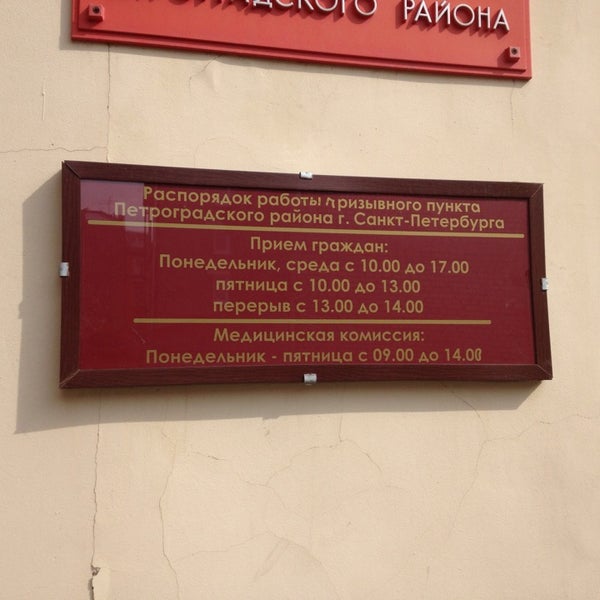 РАЙОНА
Распорядок работы призывного пункта
Петроградского района г. Санкт-Петербурга
Прием граждан:
Понедельник, среда с 10.00 до 17.00
пятница с 10.00 до 13.00
перерыв с 13.00 до 14.00
Медицинская комиссия:
Понедельник - пятница с 09.00 до 14.00